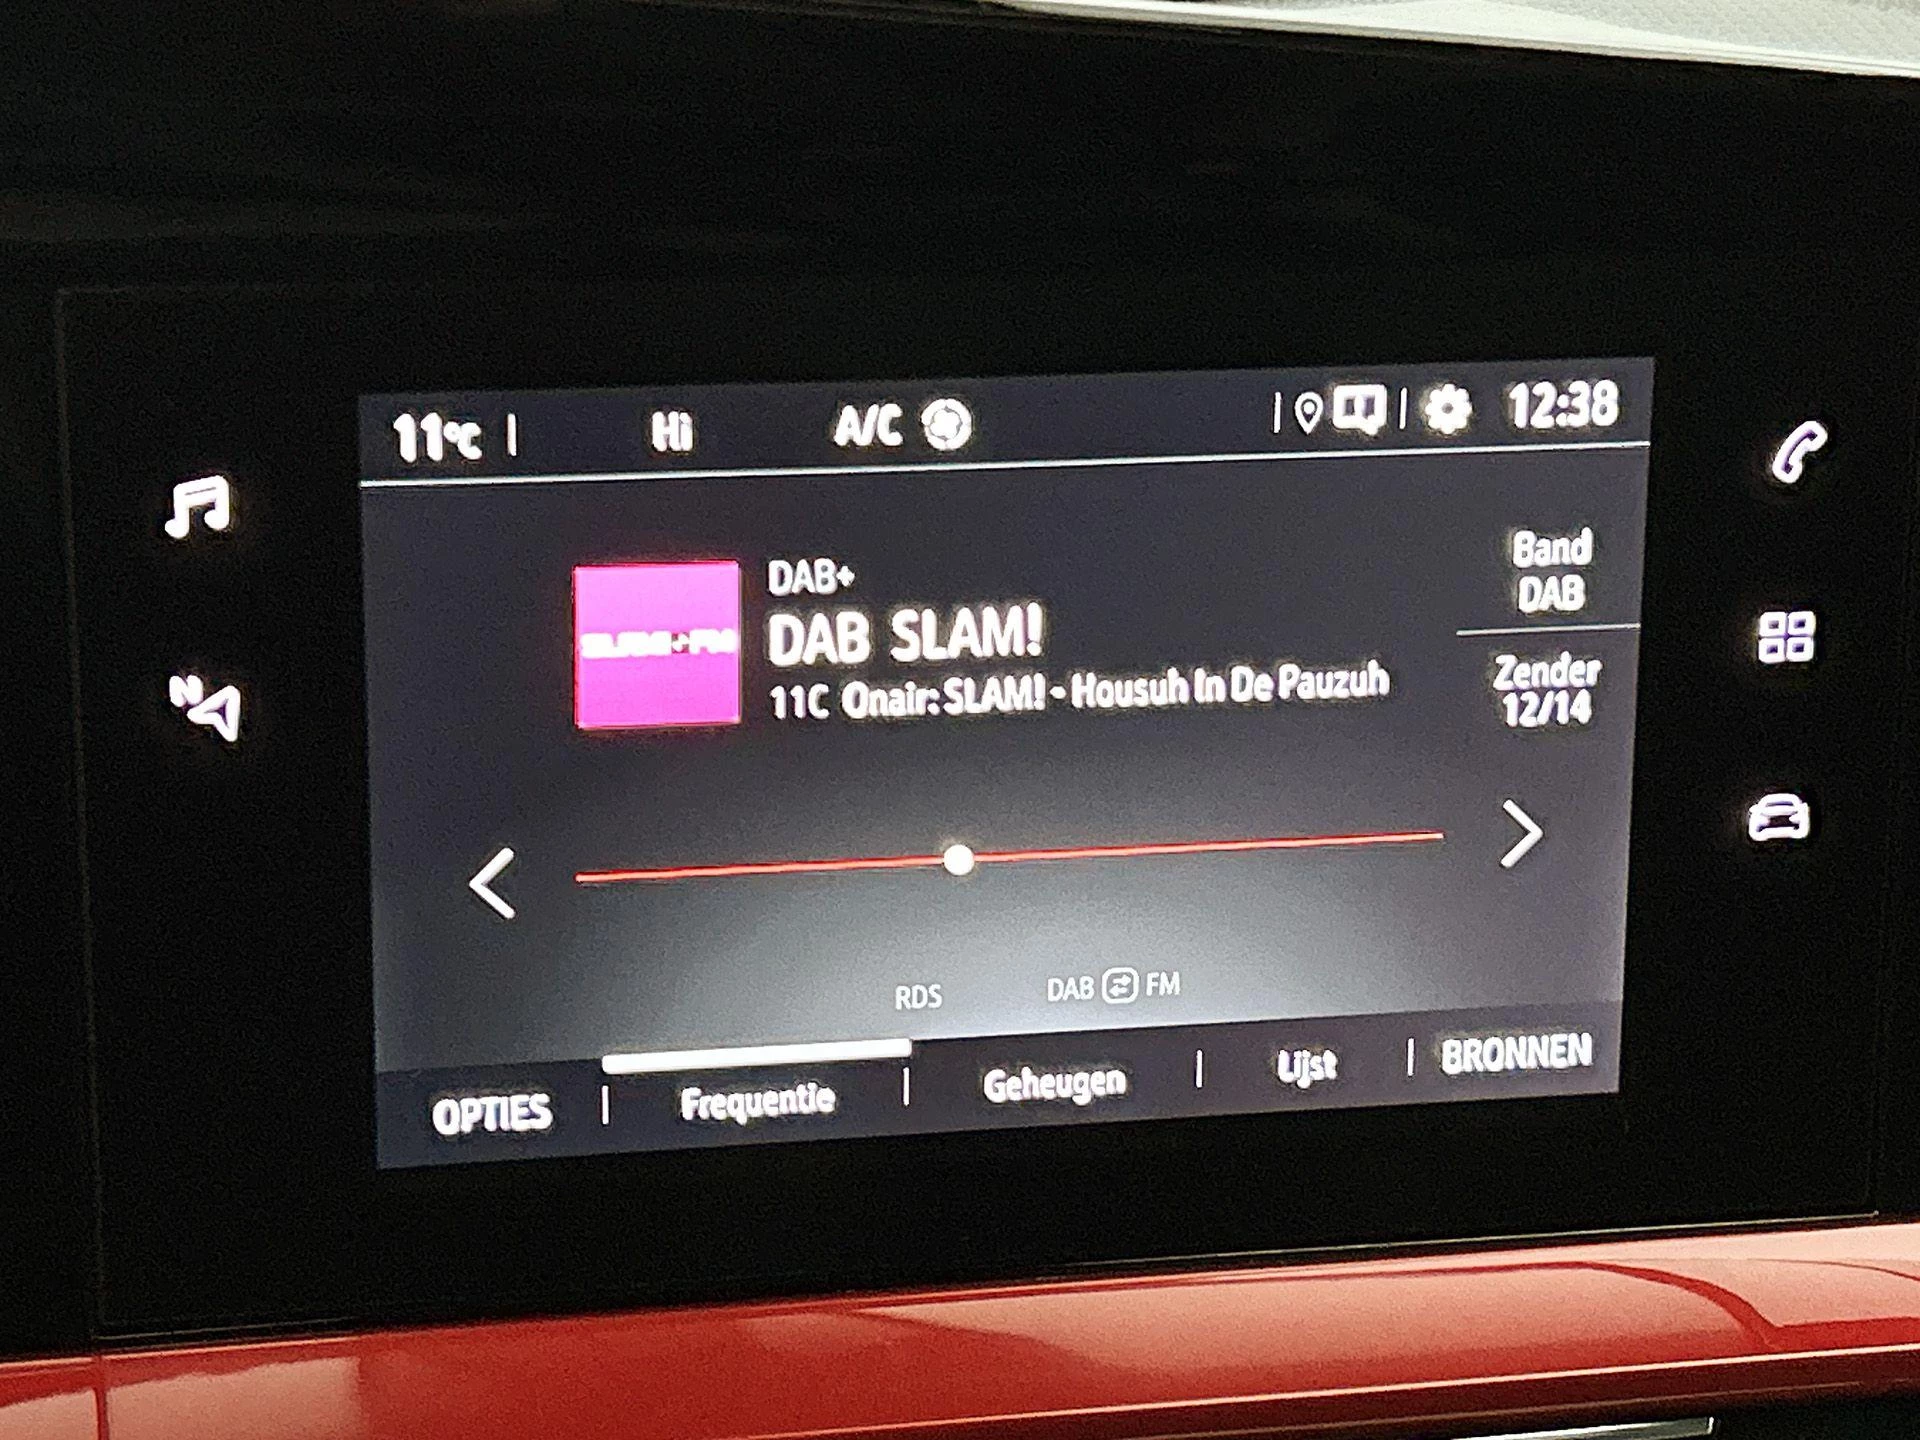 11°C | Hi A/C | | 12:38
DAB+
DAB SLAM!
11C Onair: SLAM! • Housuh In De Pauzuh
Band
DAB
Zender
12/14
N
RDS DAB FM
OPTIES | Frequentie | Geheugen | Lijst | BRONNEN